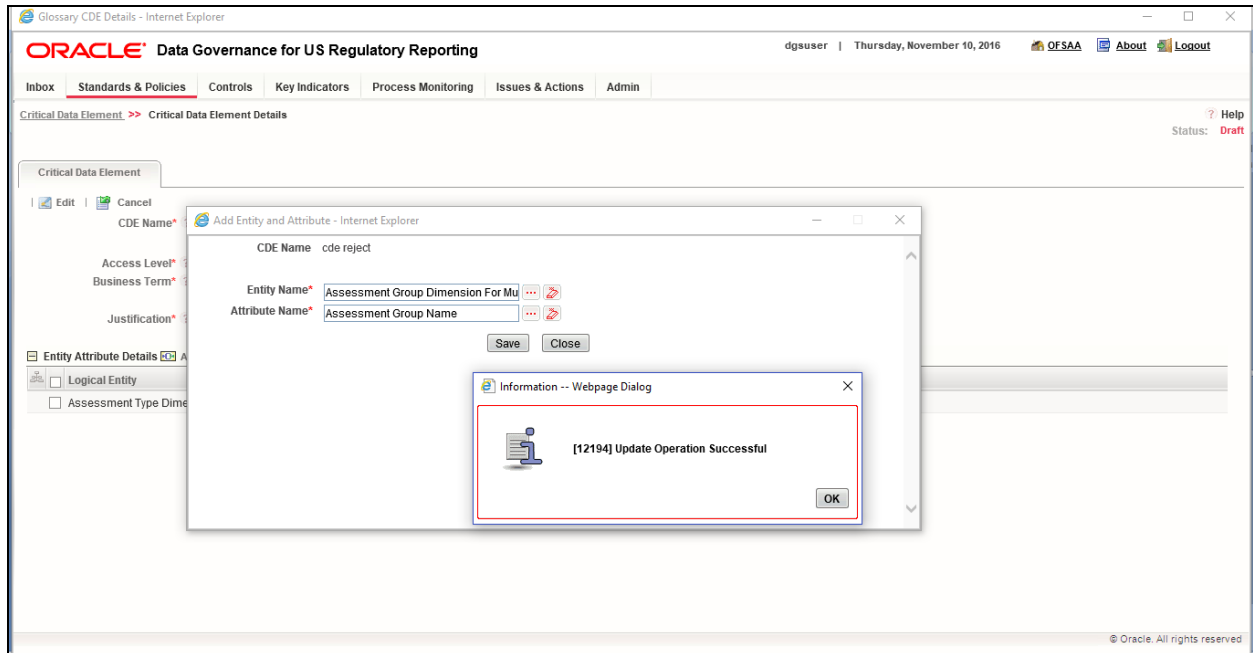 Glossary CDE Details - Internet Explorer
ORACLE Data Governance for US Regulatory Reporting
dgsuser | Thursday, November 10, 2016 OFSAA About Logout
Inbox Standards & Policies Controls Key Indicators Process Monitoring Issues & Actions Admin
Critical Data Element >> Critical Data Element Details
? Help
Status: Draft
Critical Data Element
| Edit | Cancel
CDE Name*
Access Level*
Business Term*
Justification*
Entity Attribute Details A
Logical Entity
Assessment Type Dime
Add Entity and Attribute - Internet Explorer
CDE Name cde reject
Entity Name* Assessment Group Dimension For Mu ...
Attribute Name* Assessment Group Name ...
Save Close
Information -- Webpage Dialog
[12194] Update Operation Successful
OK
© Oracle. All rights reserved